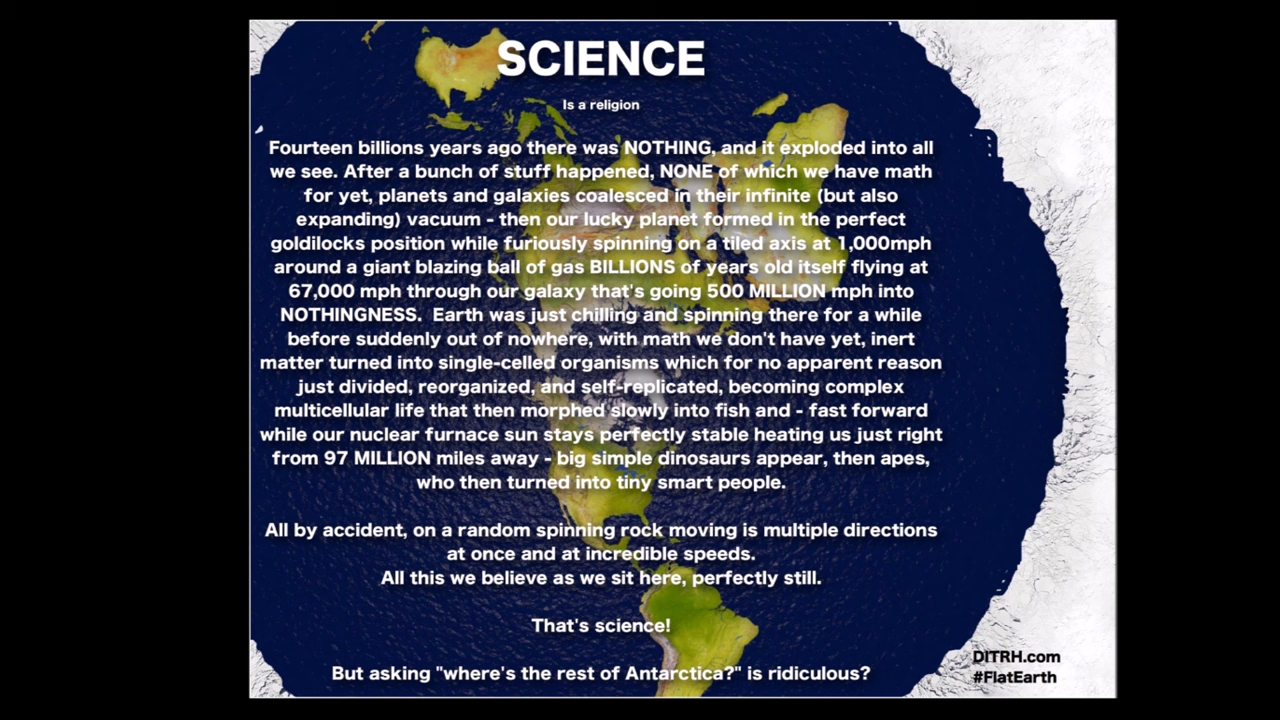 SCIENCE
Is a religion
Fourteen billions years ago there was NOTHING, and it exploded into all
we see. After a bunch of stuff happened, NONE of which we have math
for yet, planets and galaxies coalesced in their infinite (but also
expanding) vacuum - then our lucky planet formed in the perfect
goldilocks position while furiously spinning on a tiled axis at 1,000mph
around a giant blazing ball of gas BILLIONS of years old itself flying at
67,000 mph through our galaxy that's going 500 MILLION mph into
NOTHINGNESS. Earth was just chilling and spinning there for a while
before suddenly out of nowhere, with math we don't have yet, inert
matter turned into single-celled organisms which for no apparent reason
just divided, reorganized, and self-replicated, becoming complex
multicellular life that then morphed slowly into fish and - fast forward
while our nuclear furnace sun stays perfectly stable heating us just right
from 97 MILLION miles away - big simple dinosaurs appear, then apes,
who then turned into tiny smart people.
All by accident, on a random spinning rock moving is multiple directions
at once and at incredible speeds.
All this we believe as we sit here, perfectly still.
That's science!
But asking "where's the rest of Antarctica?" is ridiculous?
DITRH.com
#FlatEarth